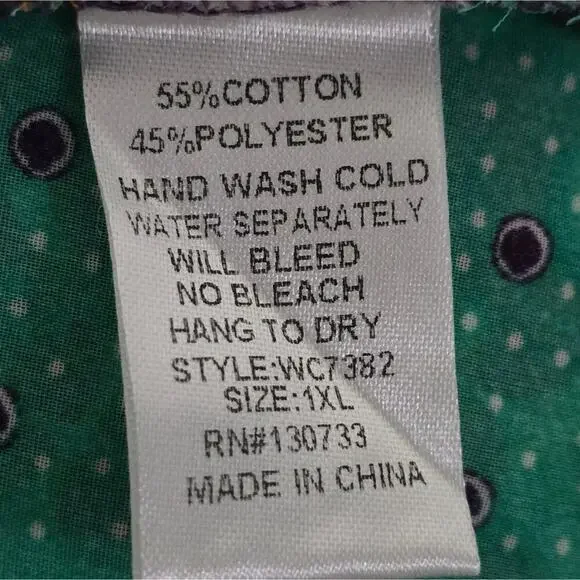 55%COTTON
45%POLYESTER
HAND WASH COLD
WATER SEPARATELY
WILL BLEED
NO BLEACH
HANG TO DRY
STYLE:WC7382
SIZE:1XL
RN#130733
MADE IN CHINA